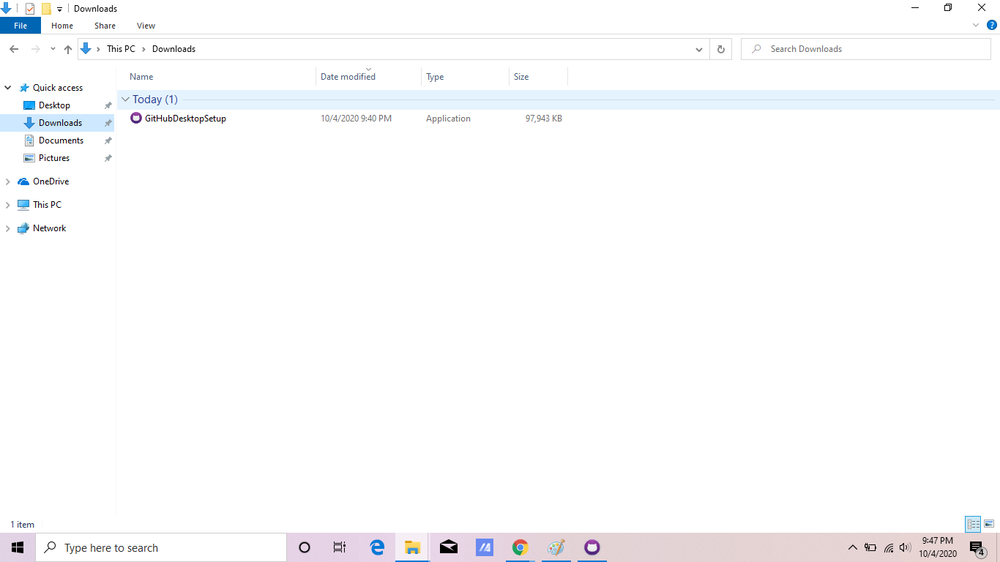 Downloads
File Home Share View
This PC Downloads
Search Downloads
Name Date modified Type Size
Quick access
Today (1)
Desktop
GitHubDesktopSetup 10/4/2020 9:40 PM Application 97,943 KB
Downloads
Documents
Pictures
OneDrive
This PC
Network
1 item
Type here to search
9:47 PM
10/4/2020
4